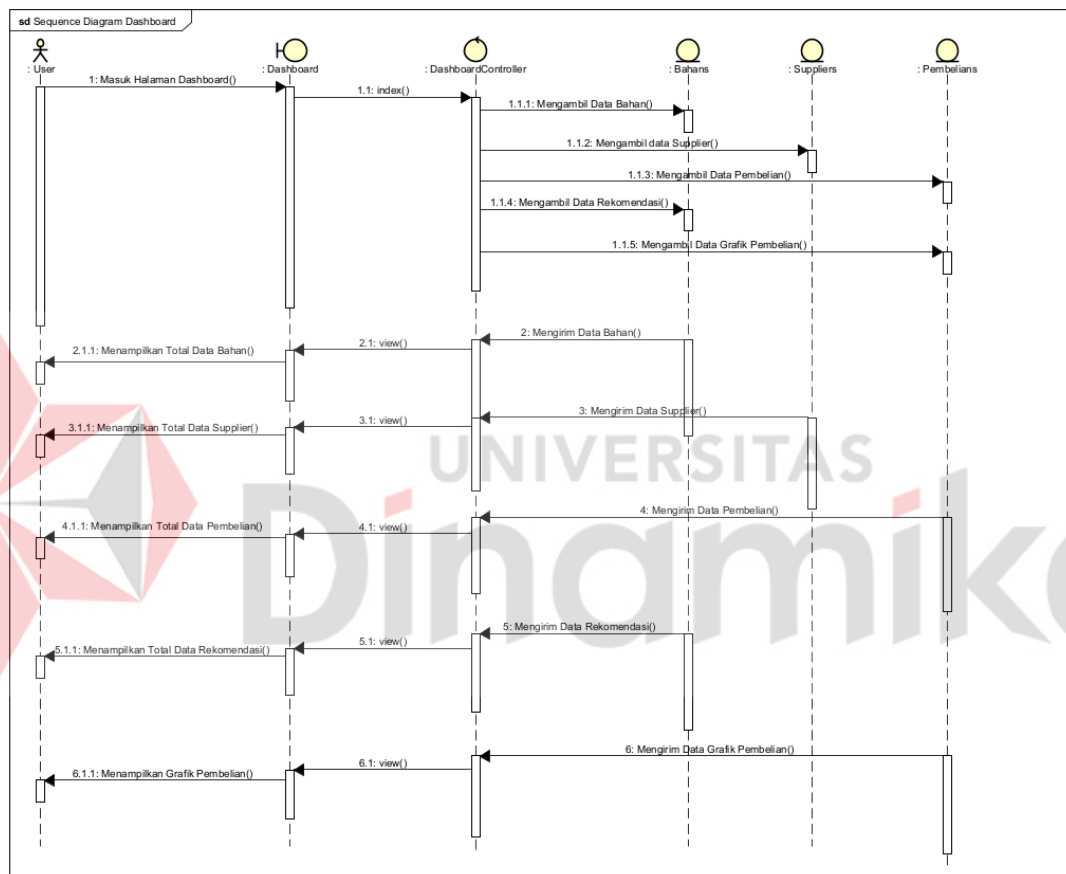 sd Sequence Diagram Dashboard
: User
: Dashboard
: DashboardController
: Bahans
: Suppliers
: Pembelians
1: Masuk Halaman Dashboard()
1.1: index()
1.1.1: Mengambil Data Bahan()
1.1.2: Mengambil data Supplier()
1.1.3: Mengambil Data Pembelian()
1.1.4: Mengambil Data Rekomendasi()
1.1.5: Mengambil Data Grafik Pembelian()
2: Mengirim Data Bahan()
2.1: view()
2.1.1: Menampilkan Total Data Bahan()
3: Mengirim Data Supplier()
3.1: view()
3.1.1: Menampilkan Total Data Supplier()
UNIVERSITAS
Dinamika
4: Mengirim Data Pembelian()
4.1: view()
4.1.1: Menampilkan Total Data Pembelian()
5: Mengirim Data Rekomendasi()
5.1: view()
5.1.1: Menampilkan Total Data Rekomendasi()
6: Mengirim Data Grafik Pembelian()
6.1: view()
6.1.1: Menampilkan Grafik Pembelian()